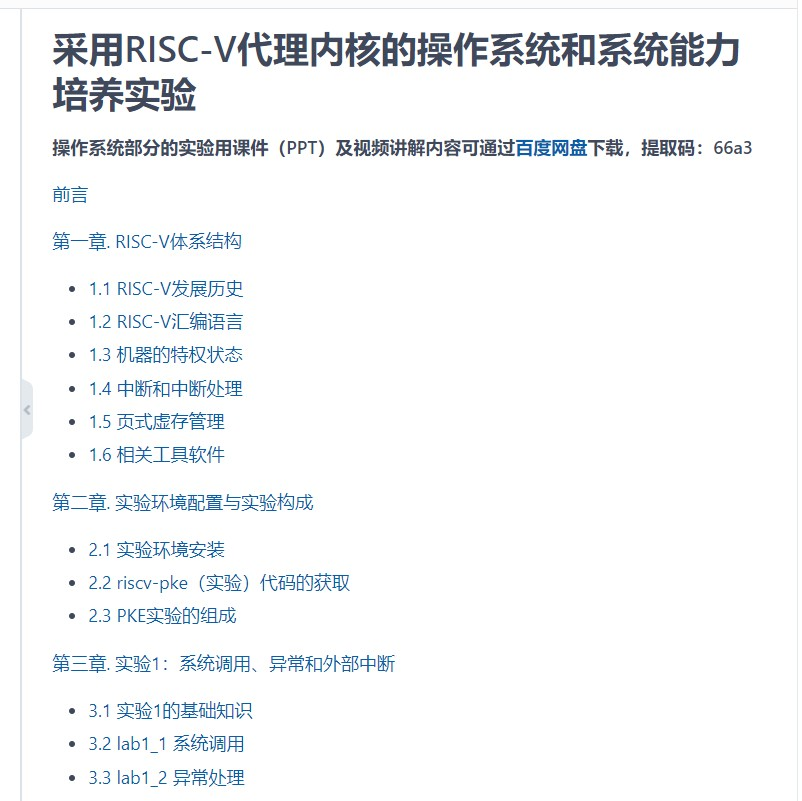 采用RISC-V代理内核的操作系统和系统能力
培养实验
操作系统部分的实验用课件（PPT）及视频讲解内容可通过百度网盘下载，提取码：66a3
前言
第一章. RISC-V体系结构
1.1 RISC-V发展历史
1.2 RISC-V汇编语言
1.3 机器的特权状态
1.4 中断和中断处理
1.5 页式虚存管理
1.6 相关工具软件
第二章. 实验环境配置与实验构成
2.1 实验环境安装
2.2 riscv-pke（实验）代码的获取
2.3 PKE实验的组成
第三章. 实验1：系统调用、异常和外部中断
3.1 实验1的基础知识
3.2 lab1_1 系统调用
3.3 lab1_2 异常处理